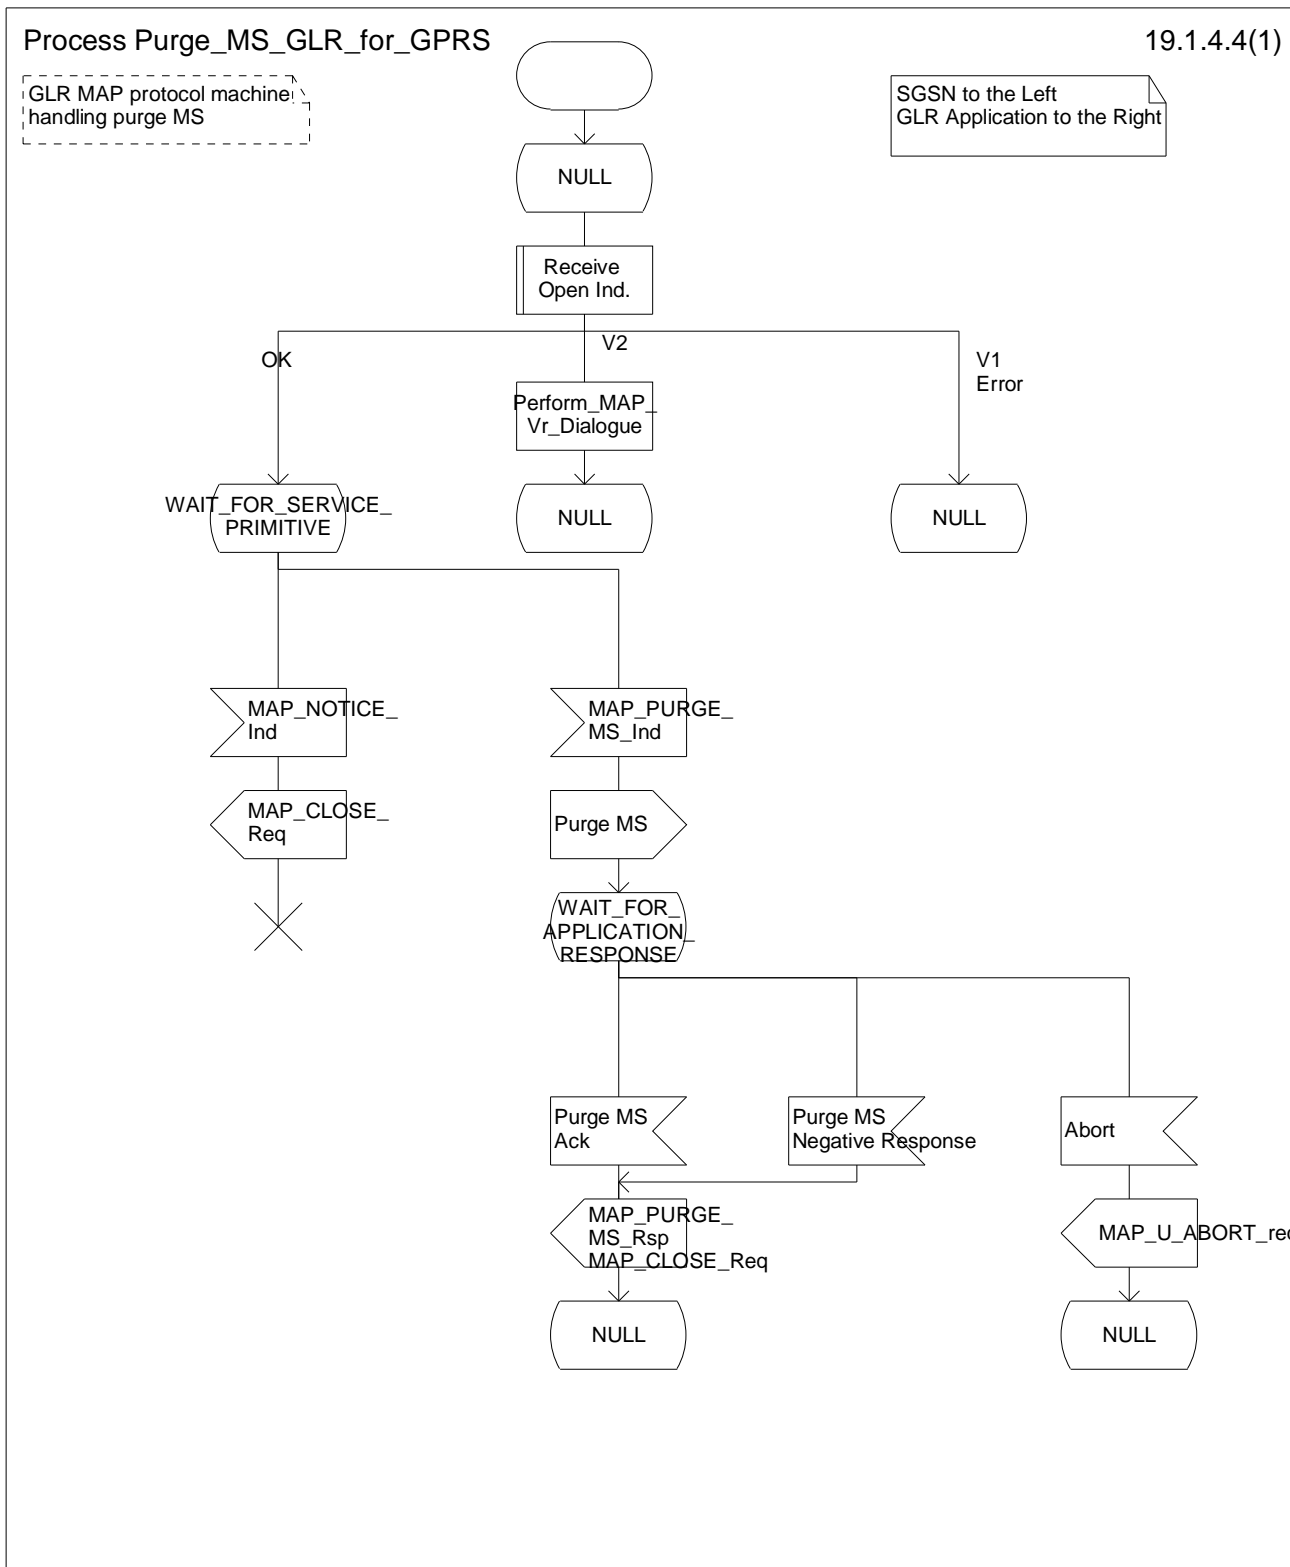 Process Purge_MS_GLR_for_GPRS
19.1.4.4(1)
GLR MAP protocol machine
handling purge MS
SGSN to the Left
GLR Application to the Right
NULL
Receive
Open Ind.
OK
V2
V1
Error
Perform_MAP_
Vr_Dialogue
WAIT_FOR_SERVICE_
PRIMITIVE
NULL
NULL
MAP_NOTICE_
Ind
MAP_PURGE_
MS_Ind
MAP_CLOSE_
Req
Purge MS
WAIT_FOR_
APPLICATION_
RESPONSE
Purge MS
Ack
Purge MS
Negative Response
Abort
MAP_PURGE_
MS_Rsp
MAP_CLOSE_Req
MAP_U_ABORT_req
NULL
NULL